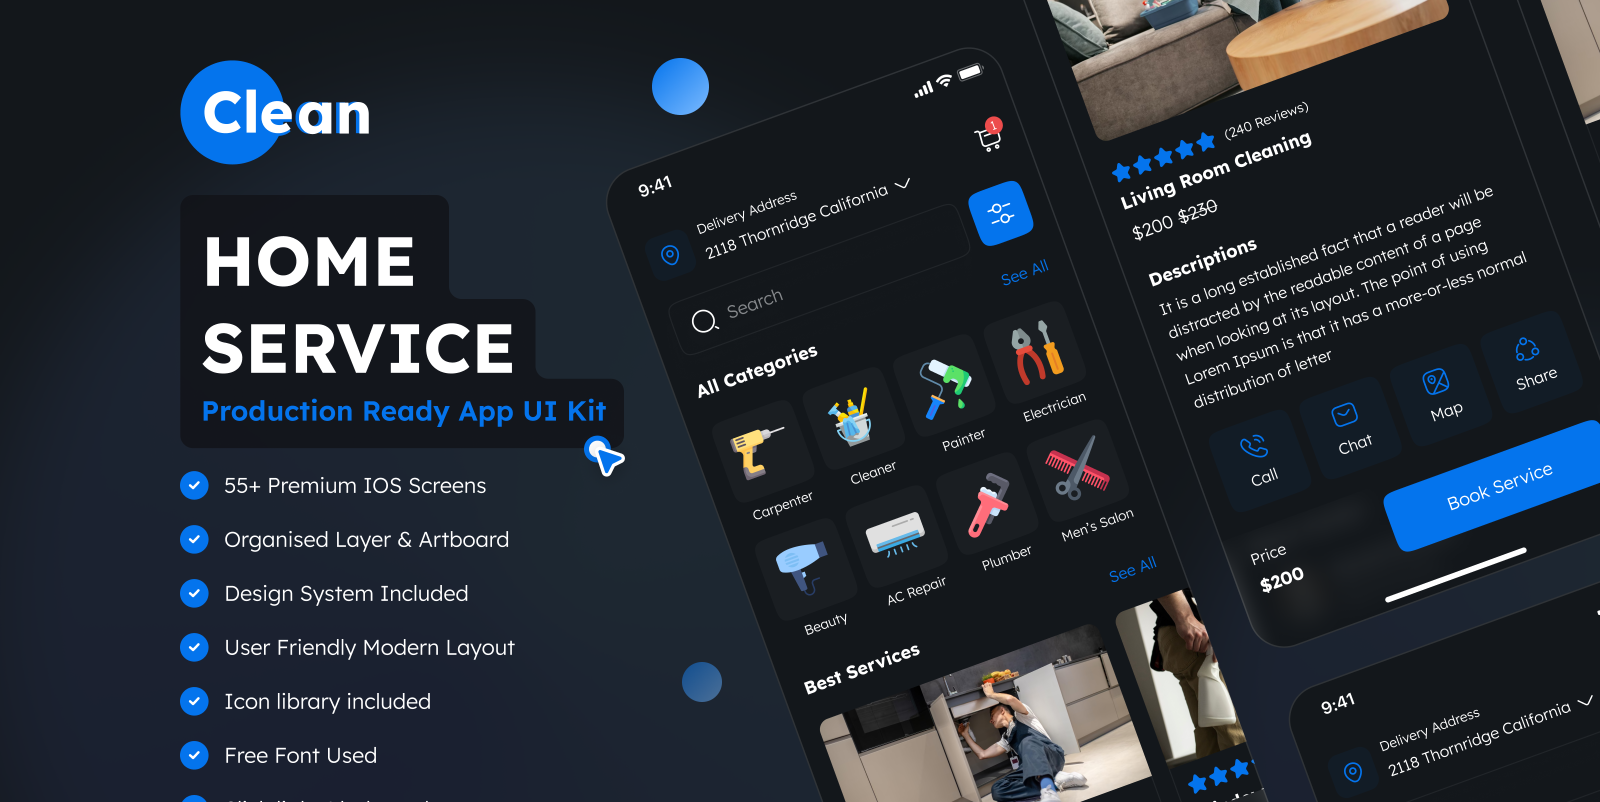 Clean
HOME
SERVICE
Production Ready App UI Kit
55+ Premium IOS Screens
Organised Layer & Artboard
Design System Included
User Friendly Modern Layout
Icon library included
Free Font Used
9:41
1
Delivery Address
2118 Thornridge California
Search
See All
All Categories
Carpenter
Cleaner
Painter
Electrician
Beauty
AC Repair
Plumber
Men's Salon
See All
Best Services
(240 Reviews)
Living Room Cleaning
$200 $230
Descriptions
It is a long established fact that a reader will be
distracted by the readable content of a page
when looking at its layout. The point of using
Lorem Ipsum is that it has a more-or-less normal
distribution of letter
Call
Chat
Map
Share
Price
$200
Book Service
9:41
Delivery Address
2118 Thornridge California